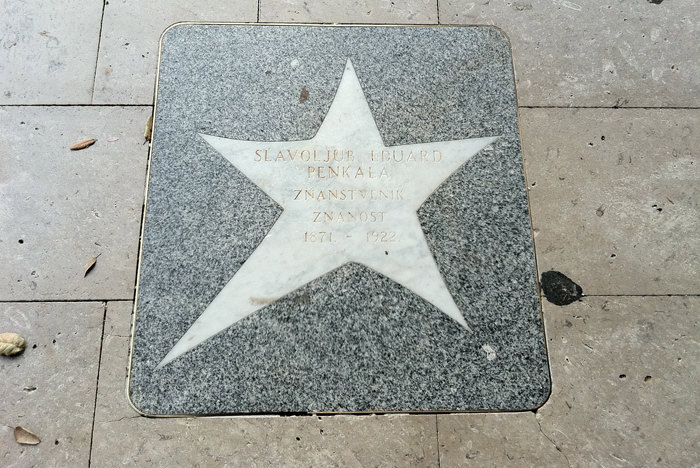 SLAVOLJUB EDUARD
PENKALA
ZNANSTVENIK
ZNANOST
1871. - 1922.